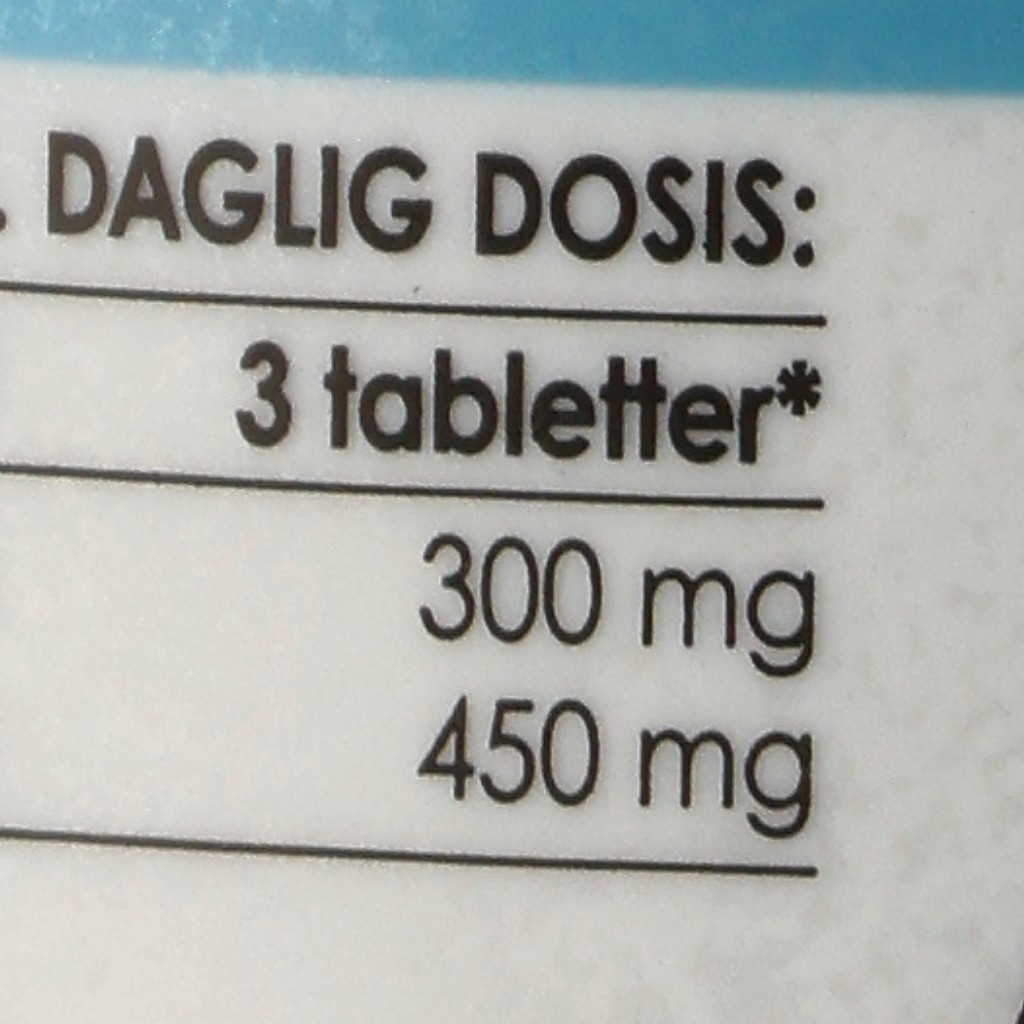 . DAGLIG DOSIS:
3 tabletter*
300 mg
450 mg